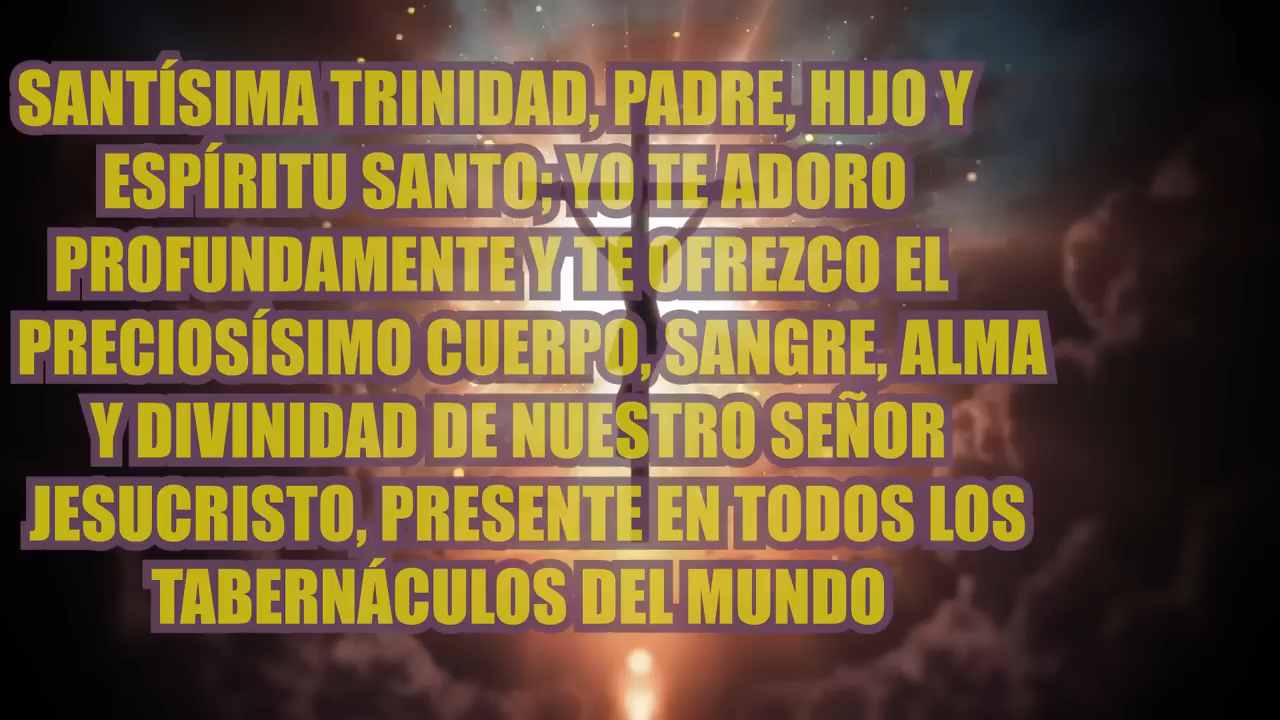 SANTÍSIMA TRINIDAD, PADRE, HIJO Y
ESPÍRITU SANTO; YO TE ADORO
PROFUNDAMENTE Y TE OFREZCO EL
PRECIOSÍSIMO CUERPO, SANGRE, ALMA
Y DIVINIDAD DE NUESTRO SEÑOR
JESUCRISTO, PRESENTE EN TODOS LOS
TABERNÁCULOS DEL MUNDO